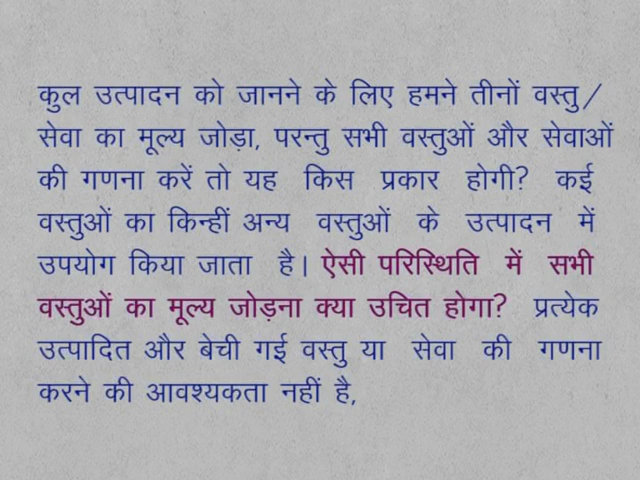 कुल उत्पादन को जानने के लिए हमने तीनों वस्तु/
सेवा का मूल्य जोड़ा, परन्तु सभी वस्तुओं और सेवाओं
की गणना करें तो यह किस प्रकार होगी? कई
वस्तुओं का किन्हीं अन्य वस्तुओं के उत्पादन में
उपयोग किया जाता है। ऐसी परिस्थिति में सभी
वस्तुओं का मूल्य जोड़ना क्या उचित होगा? प्रत्येक
उत्पादित और बेची गई वस्तु या सेवा की गणना
करने की आवश्यकता नहीं है,